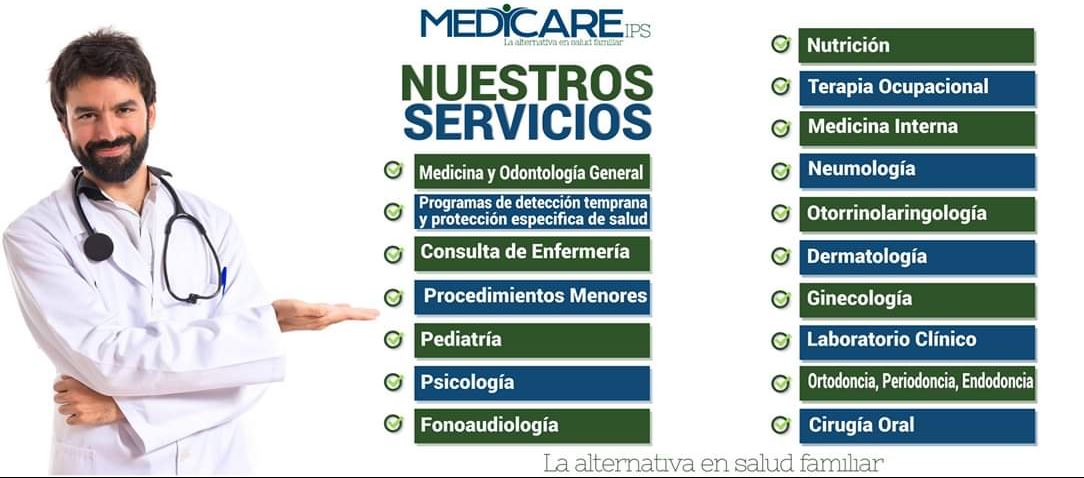 MEDICARE IPS
La alternativa en salud familiar
NUESTROS
SERVICIOS
Medicina y Odontología General
Programas de detección temprana
y protección especifica de salud
Consulta de Enfermería
Procedimientos Menores
Pediatría
Psicología
Fonoaudiología
Nutrición
Terapia Ocupacional
Medicina Interna
Neumología
Otorrinolaringología
Dermatología
Ginecología
Laboratorio Clínico
Ortodoncia, Periodoncia, Endodoncia
Cirugía Oral
La alternativa en salud familiar